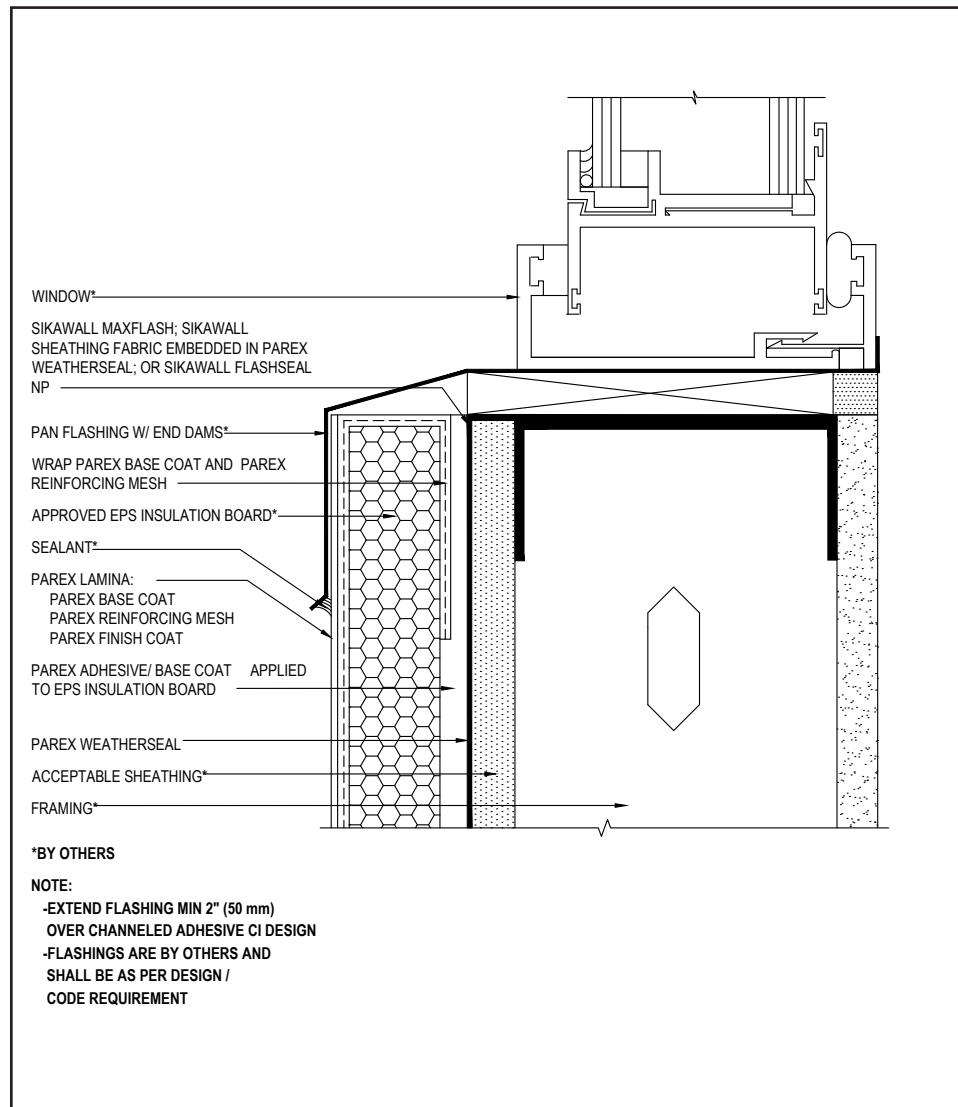 WINDOW*
SIKAWALL MAXFLASH; SIKAWALL
SHEATHING FABRIC EMBEDDED IN PAREX
WEATHERSEAL; OR SIKAWALL FLASHSEAL
NP
PAN FLASHING W/ END DAMS*
WRAP PAREX BASE COAT AND PAREX
REINFORCING MESH
APPROVED EPS INSULATION BOARD*
SEALANT*
PAREX LAMINA:
PAREX BASE COAT
PAREX REINFORCING MESH
PAREX FINISH COAT
PAREX ADHESIVE/ BASE COAT APPLIED
TO EPS INSULATION BOARD
PAREX WEATHERSEAL
ACCEPTABLE SHEATHING*
FRAMING*
*BY OTHERS
NOTE:
-EXTEND FLASHING MIN 2" (50 mm)
OVER CHANNELED ADHESIVE CI DESIGN
-FLASHINGS ARE BY OTHERS AND
SHALL BE AS PER DESIGN /
CODE REQUIREMENT